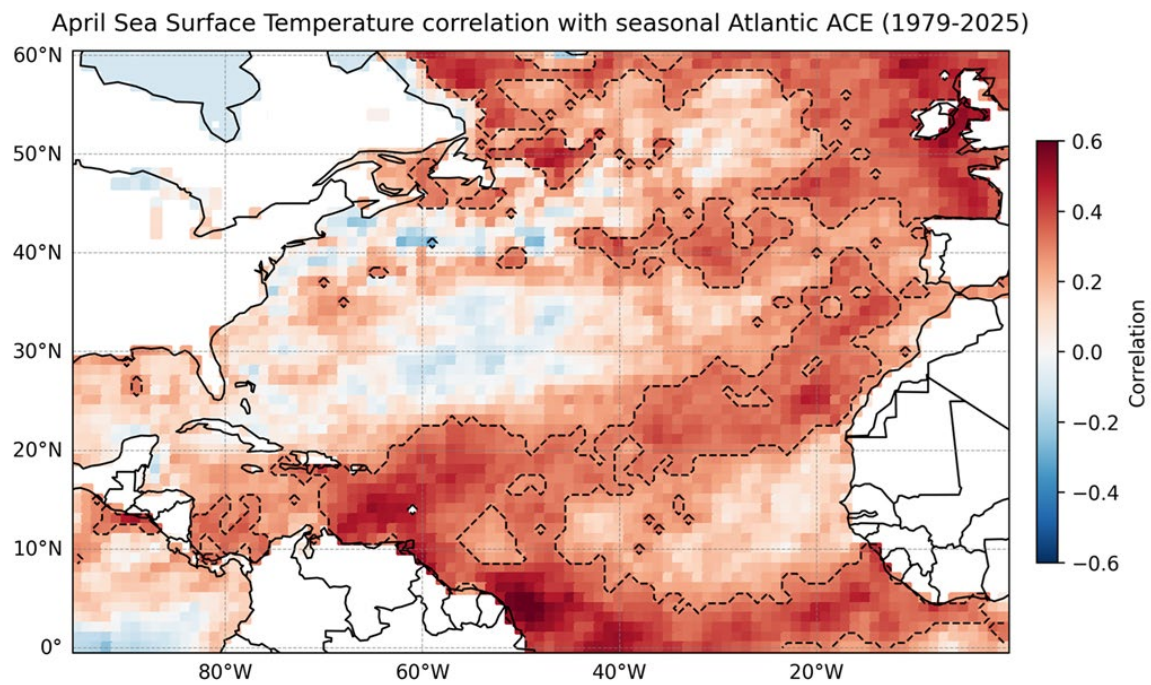 April Sea Surface Temperature correlation with seasonal Atlantic ACE (1979-2025)
60°N
50°N
40°N
30°N
20°N
10°N
0°
80°W
60°W
40°W
20°W
0.6
0.4
0.2
0.0
−0.2
−0.4
−0.6
Correlation